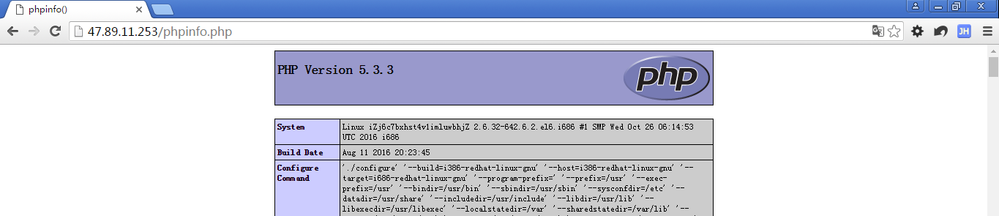 phpinfo()
47.89.11.253/phpinfo.php
JH
PHP Version 5.3.3
php
System
Linux iZj6c7bxhst4v1imluwbhjZ 2.6.32-642.6.2.el6.i686 #1 SMP Wed Oct 26 06:14:53
UTC 2016 i686
Build Date
Aug 11 2016 20:23:45
Configure
Command
'./configure' '--build=i386-redhat-linux-gnu' '--host=i386-redhat-linux-gnu' '--
target=i686-redhat-linux-gnu' '--program-prefix=' '--prefix=/usr' '--exec-
prefix=/usr' '--bindir=/usr/bin' '--sbindir=/usr/sbin' '--sysconfdir=/etc' '--
datadir=/usr/share' '--includedir=/usr/include' '--libdir=/usr/lib' '--
libexecdir=/usr/libexec' '--localstatedir=/var' '--sharedstatedir=/var/lib' '--